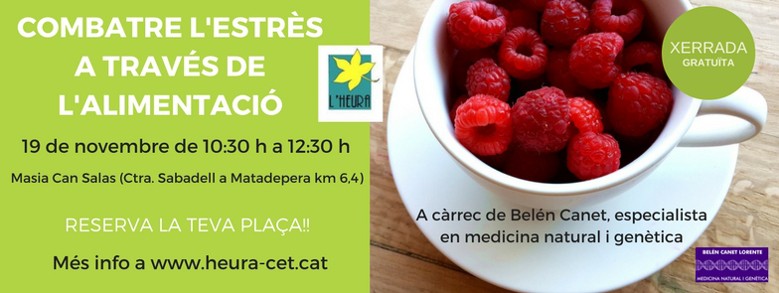 COMBATRE L'ESTRÈS
A TRAVÉS DE
L'ALIMENTACIÓ
L'HEURA
19 de novembre de 10:30 h a 12:30 h
Masia Can Salas (Ctra. Sabadell a Matadepera km 6,4)
RESERVA LA TEVA PLAÇA!!
Més info a www.heura-cet.cat
XERRADA
GRATUÏTA
A càrrec de Belén Canet, especialista
en medicina natural i genètica
BELÉN CANET LORENTE
MEDICINA NATURAL I GENÈTICA